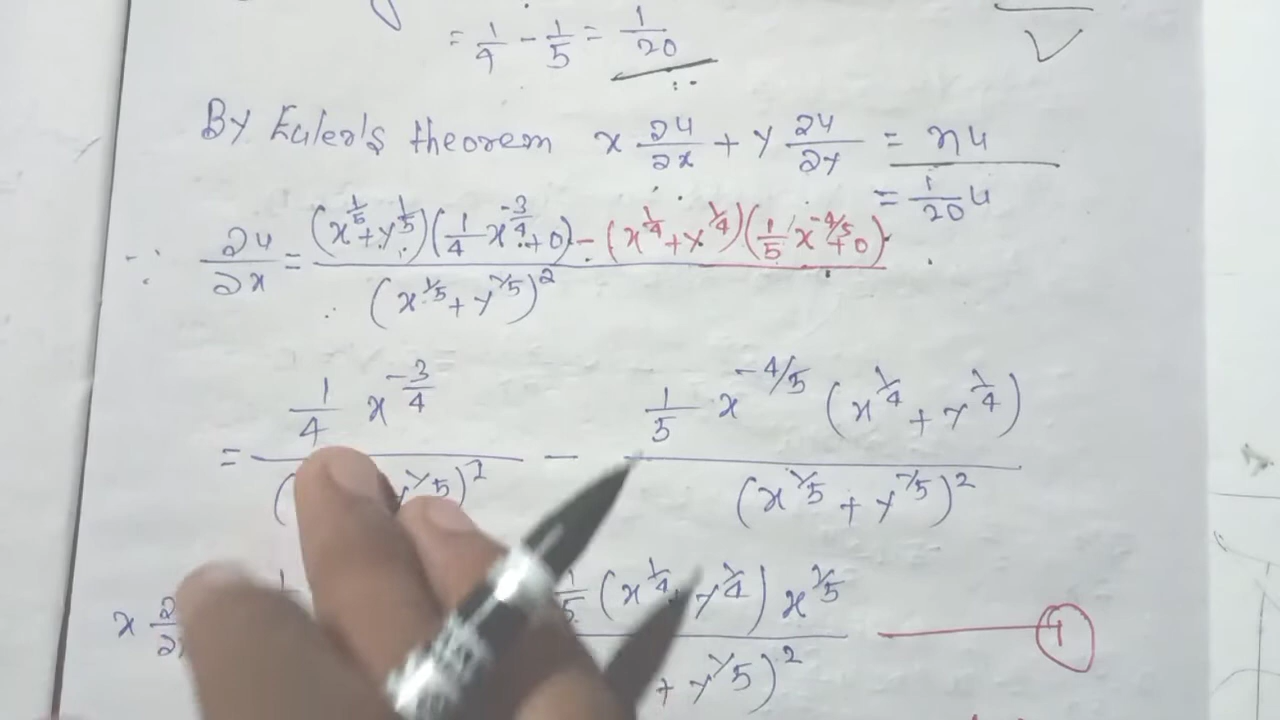 = 1/4 - 1/5 = 1/20
By Euler's theorem x ∂u/∂x + y ∂u/∂y = nu
= 1/20 u
∵ ∂u/∂x = (x^1/5 + y^1/5)(1/4 x^-3/4 + 0) - (x^1/4 + y^1/4)(1/5 x^-4/5 + 0) / (x^1/5 + y^1/5)^2
= 1/4 x^-3/4 / ( y^1/5)^2 - 1/5 x^-4/5 (x^1/4 + y^1/4) / (x^1/5 + y^1/5)^2
x 1/5 (x^1/4 + y^1/4) x^1/5 / + y^1/5)^2